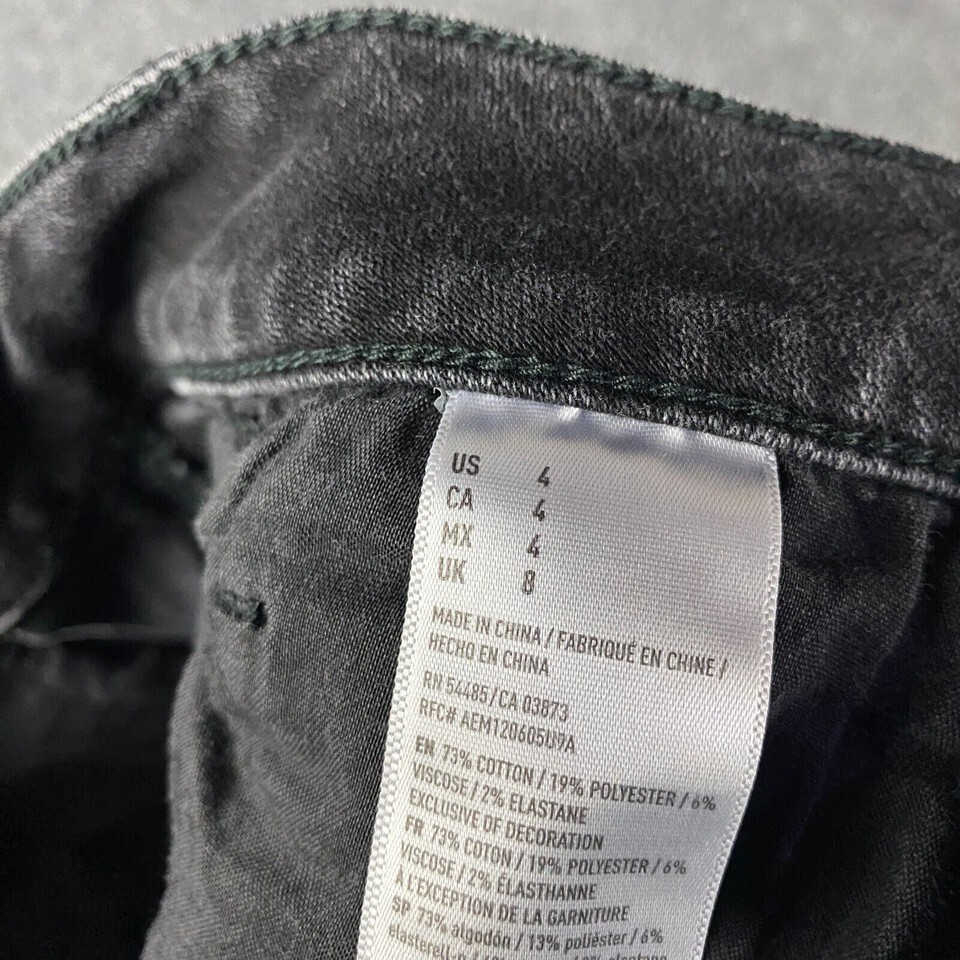 US 4
CA 4
MX 4
UK 8
MADE IN CHINA / FABRIQUÉ EN CHINE /
HECHO EN CHINA
RN 54485/CA 03873
RFC# AEM120605U9A
EN 73% COTTON / 19% POLYESTER / 6%
VISCOSE / 2% ELASTANE
EXCLUSIVE OF DECORATION
FR 73% COTON / 19% POLYESTER / 6%
VISCOSE / 2% ÉLASTHANNE
À L'EXCEPTION DE LA GARNITURE
SP 73% algodón / 13% poliéster / 6%